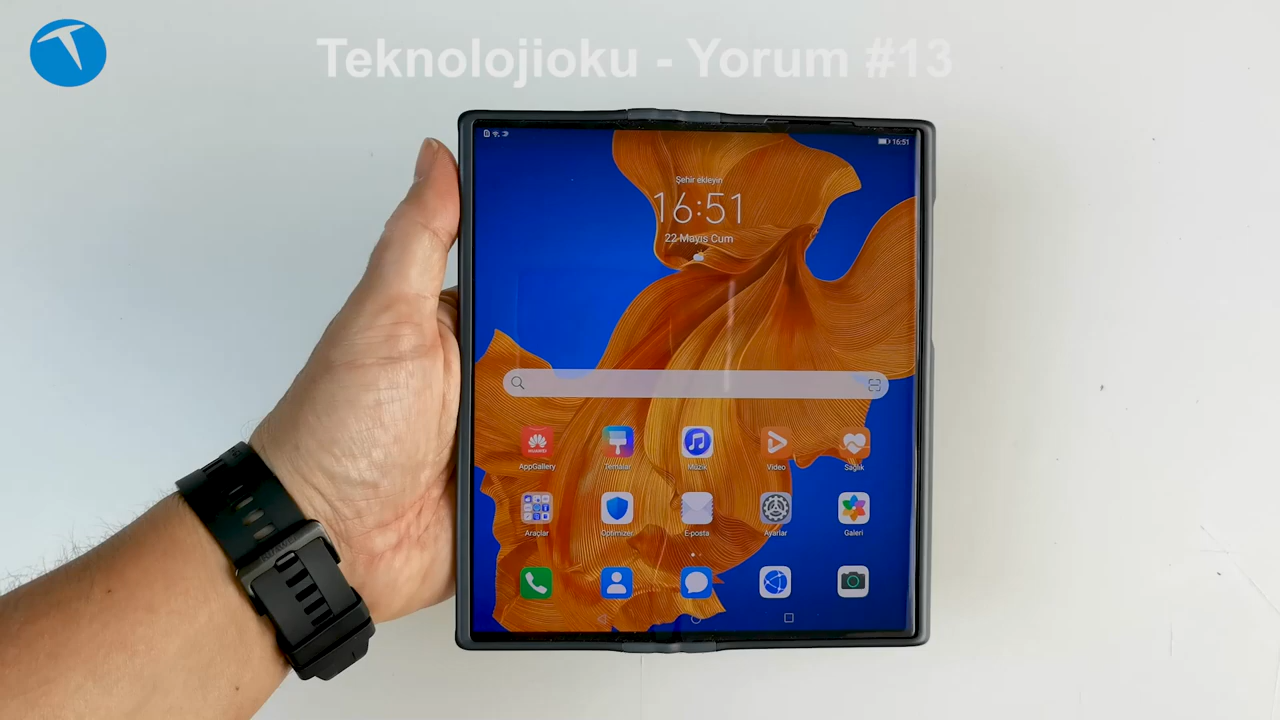 Teknolojioku - Yorum #13
16:51
Şehir ekleyin
16:51
22 Mayıs Cum
HUAWEI
AppGallery
Temalar
Müzik
Video
Sağlık
Araçlar
Optimizer
E-posta
Ayarlar
Galeri